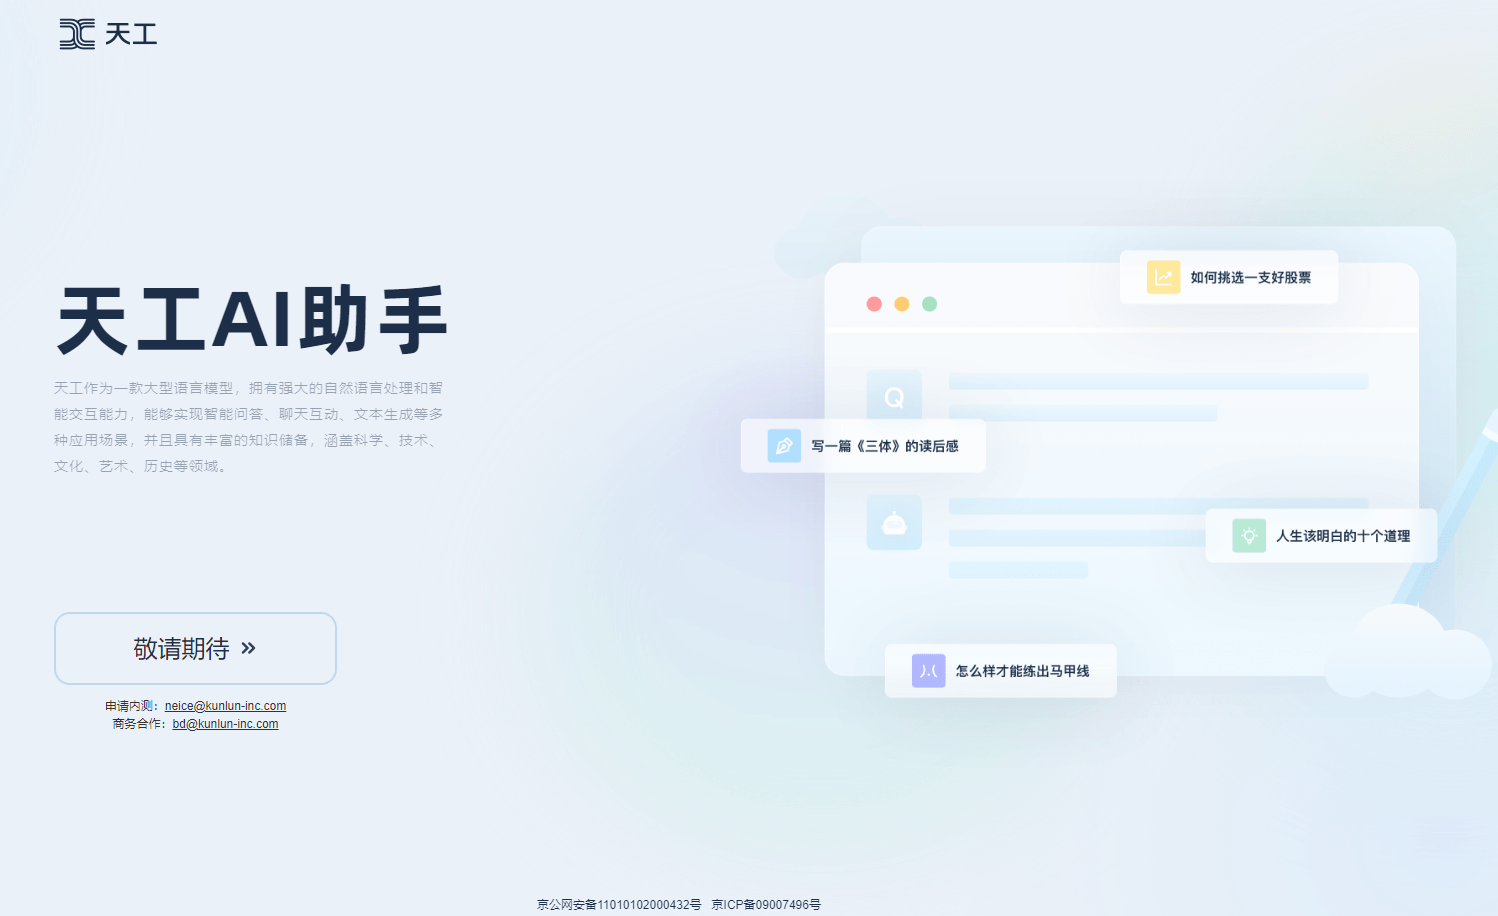 天工
天工AI助手
天工作为一款大型语言模型，拥有强大的自然语言处理和智
能交互能力，能够实现智能问答、聊天互动、文本生成等多
种应用场景，并且具有丰富的知识储备，涵盖科学、技术、
文化、艺术、历史等领域。
敬请期待 »
申请内测：neice@kunlun-inc.com
商务合作：bd@kunlun-inc.com
如何挑选一支好股票
Q
写一篇《三体》的读后感
人生该明白的十个道理
怎么样才能练出马甲线
京公网安备11010102000432号 京ICP备09007496号